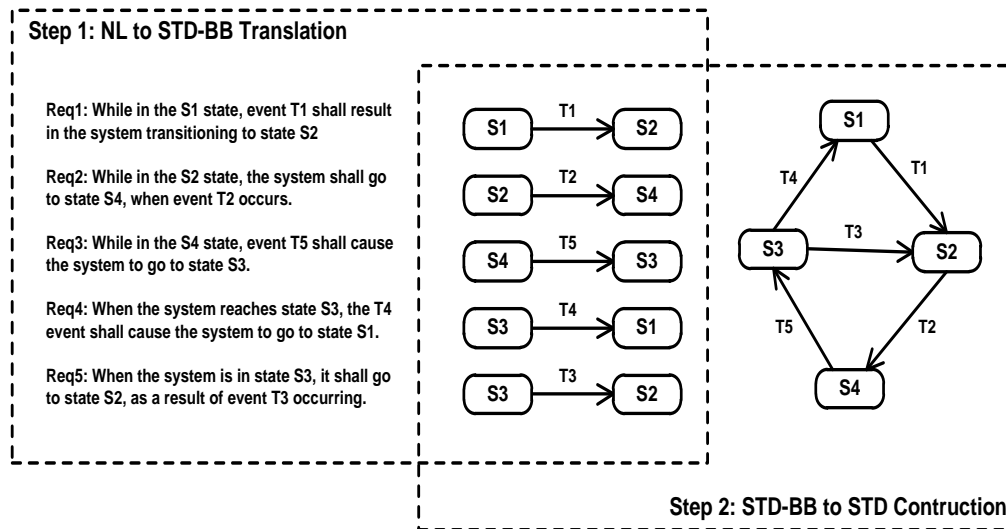 Step 1: NL to STD-BB Translation
Req1: While in the S1 state, event T1 shall result
in the system transitioning to state S2
Req2: While in the S2 state, the system shall go
to state S4, when event T2 occurs.
Req3: While in the S4 state, event T5 shall cause
the system to go to state S3.
Req4: When the system reaches state S3, the T4
event shall cause the system to go to state S1.
Req5: When the system is in state S3, it shall go
to state S2, as a result of event T3 occurring.
S1 T1 S2
S2 T2 S4
S4 T5 S3
S3 T4 S1
S3 T3 S2
S1
T4 T1
S3 T3 S2
T5 T2
S4
Step 2: STD-BB to STD Contruction